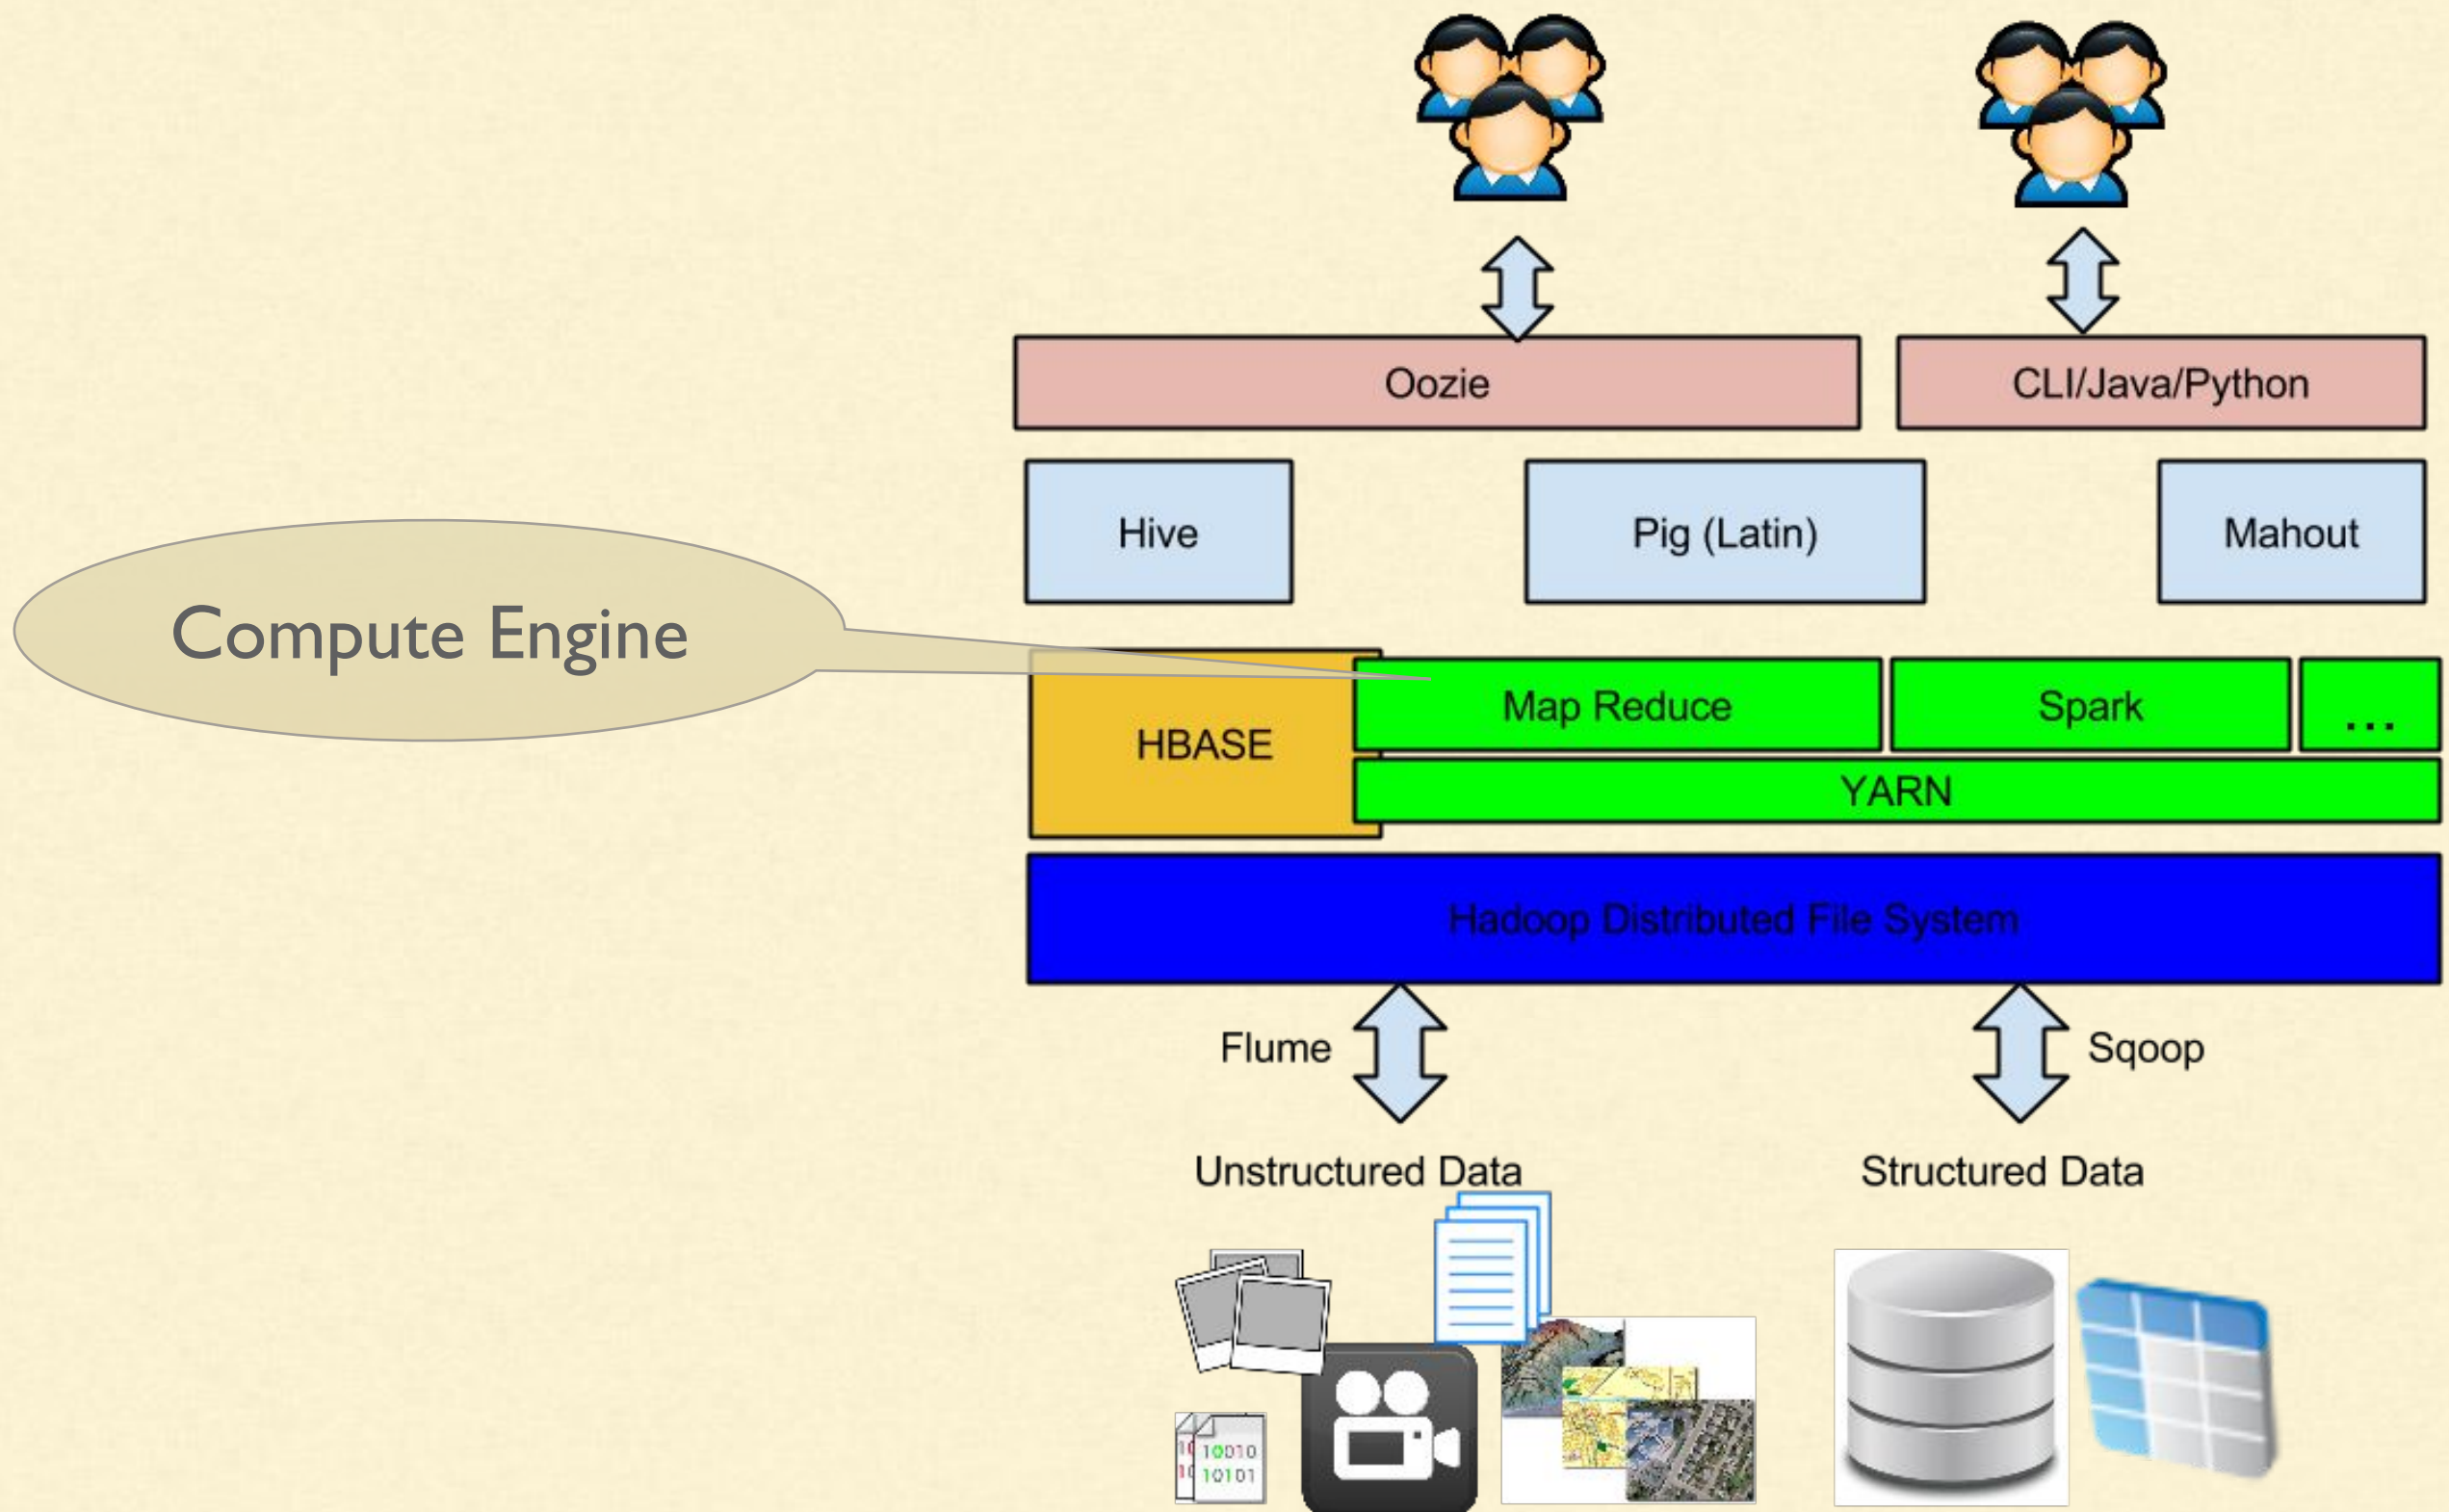 Oozie
CLI/Java/Python
Hive
Pig (Latin)
Mahout
Compute Engine
Map Reduce
Spark
...
HBASE
YARN
Hadoop Distributed File System
Flume
Sqoop
Unstructured Data
Structured Data
10010
10101